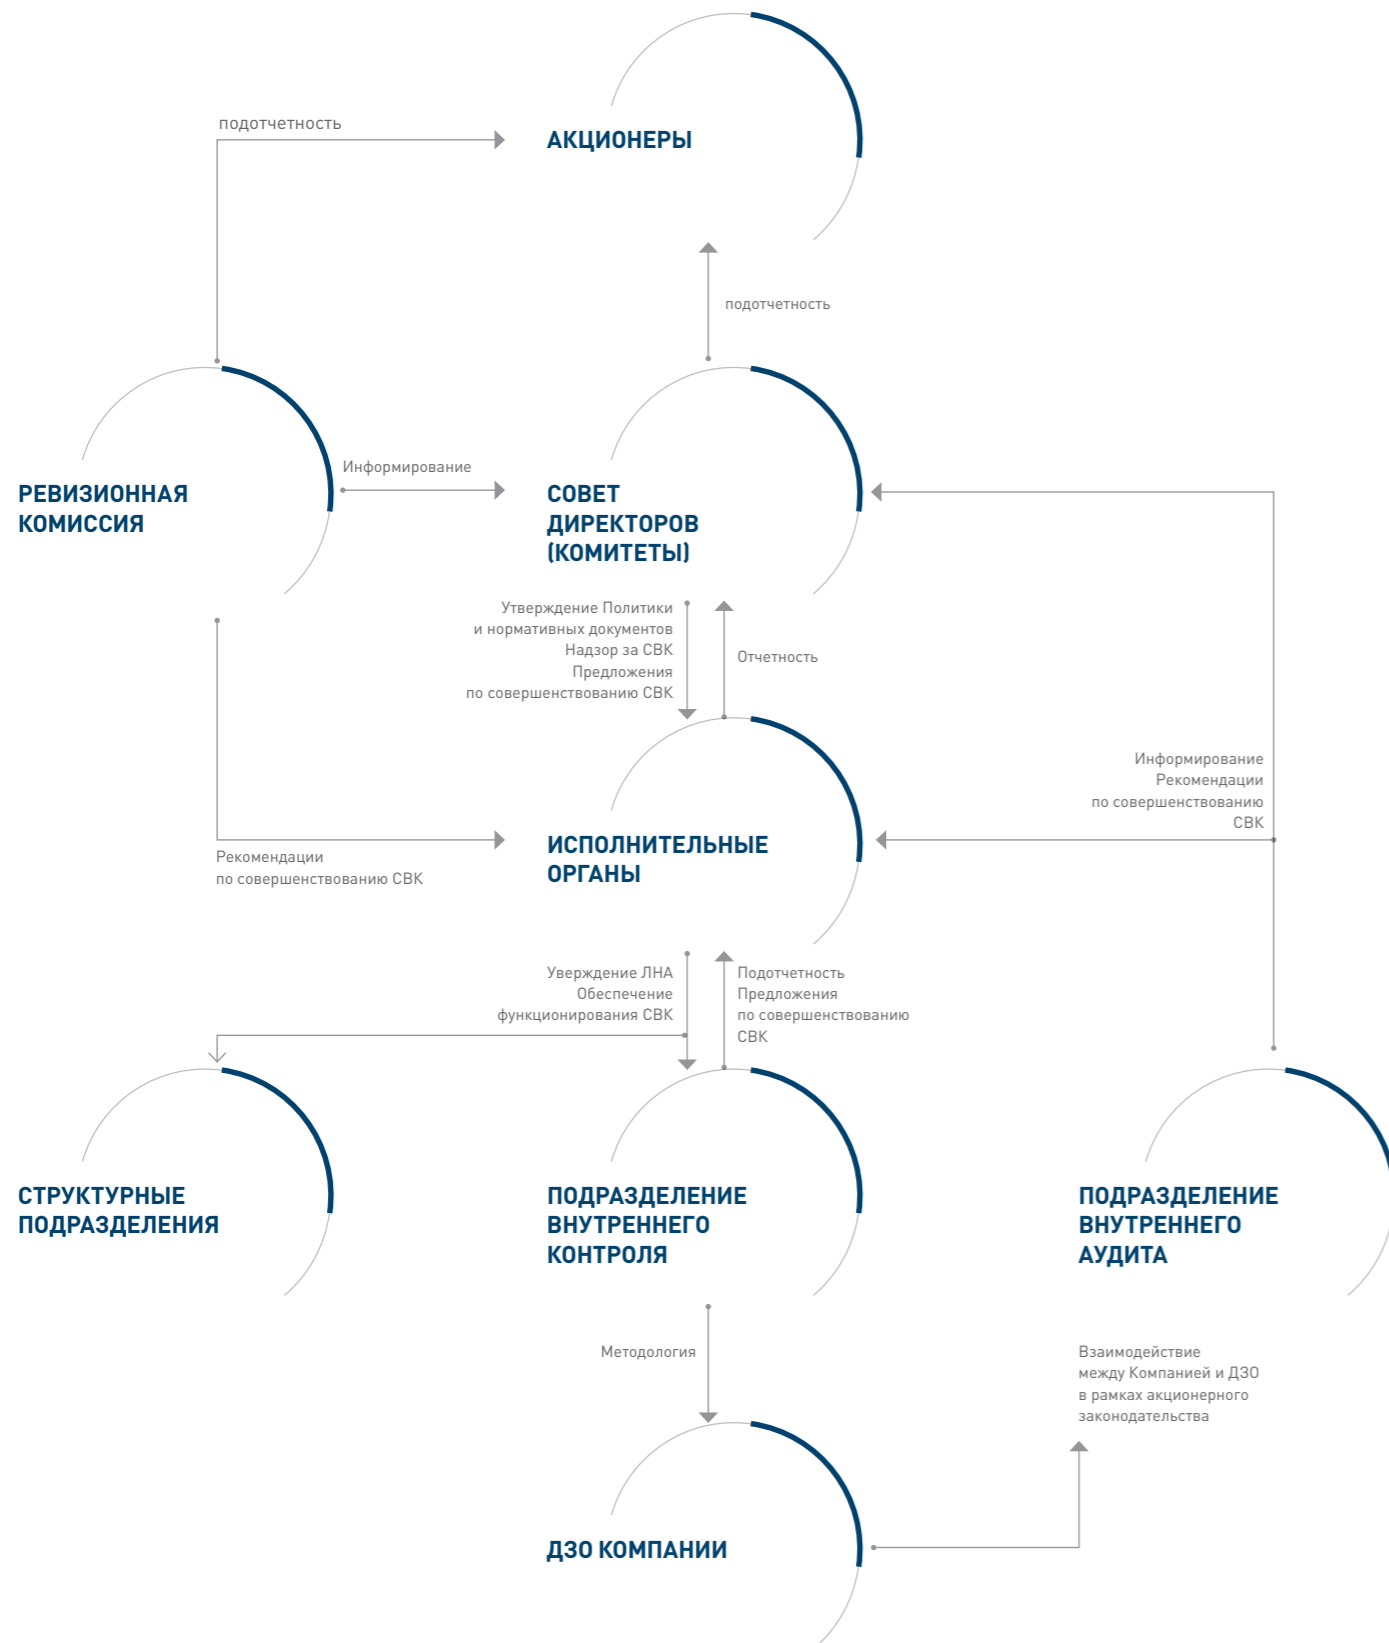 подотчетность
АКЦИОНЕРЫ
подотчетность
Информирование
РЕВИЗИОННАЯ
КОМИССИЯ
СОВЕТ
ДИРЕКТОРОВ
(КОМИТЕТЫ)
Утверждение Политики
и нормативных документов
Надзор за СВК
Предложения
по совершенствованию СВК
Отчетность
Информирование
Рекомендации
по совершенствованию
СВК
ИСПОЛНИТЕЛЬНЫЕ
ОРГАНЫ
Рекомендации
по совершенствованию СВК
Уверждение ЛНА
Обеспечение
функционирования СВК
Подотчетность
Предложения
по совершенствованию
СВК
СТРУКТУРНЫЕ
ПОДРАЗДЕЛЕНИЯ
ПОДРАЗДЕЛЕНИЕ
ВНУТРЕННЕГО
КОНТРОЛЯ
ПОДРАЗДЕЛЕНИЕ
ВНУТРЕННЕГО
АУДИТА
Методология
Взаимодействие
между Компанией и ДЗО
в рамках акционерного
законодательства
ДЗО КОМПАНИИ